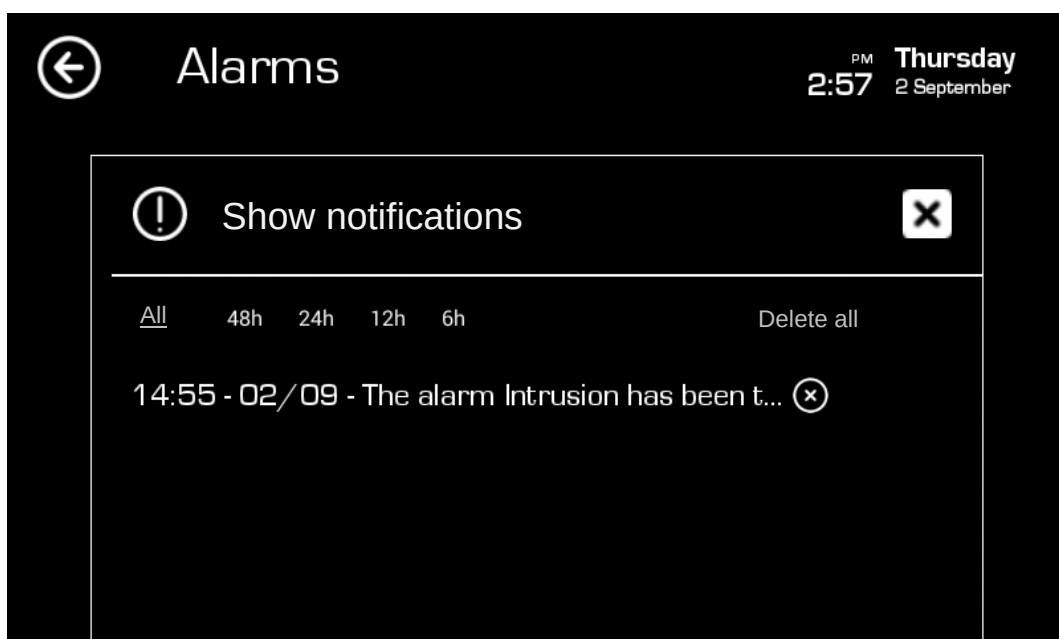 Alarms
PM
2:57
Thursday
2 September
Show notifications
All 48h 24h 12h 6h Delete all
14:55 - 02/09 - The alarm Intrusion has been t...